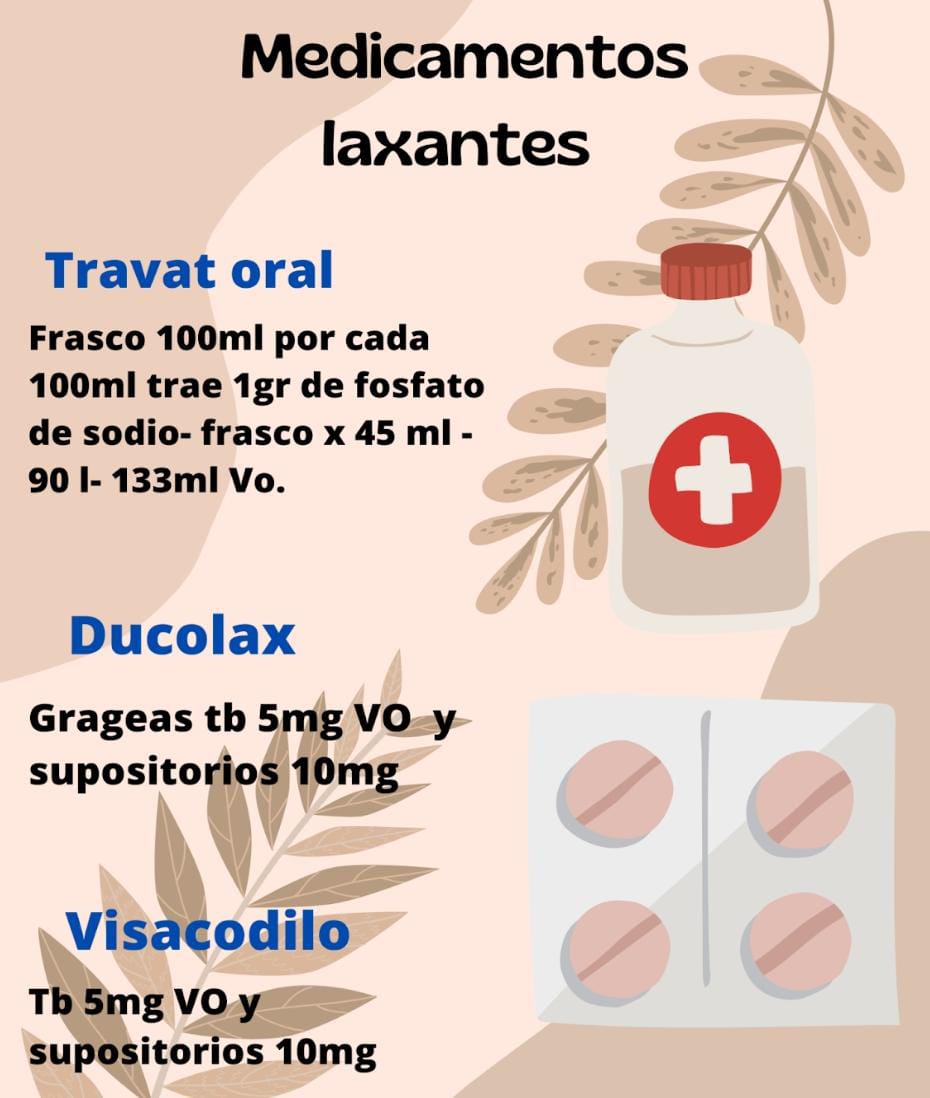 Medicamentos
laxantes
Travat oral
Frasco 100ml por cada
100ml trae 1gr de fosfato
de sodio- frasco x 45 ml -
90 l- 133ml Vo.
Ducolax
Grageas tb 5mg VO  y
supositorios 10mg
Visacodilo
Tb 5mg VO y
supositorios 10mg